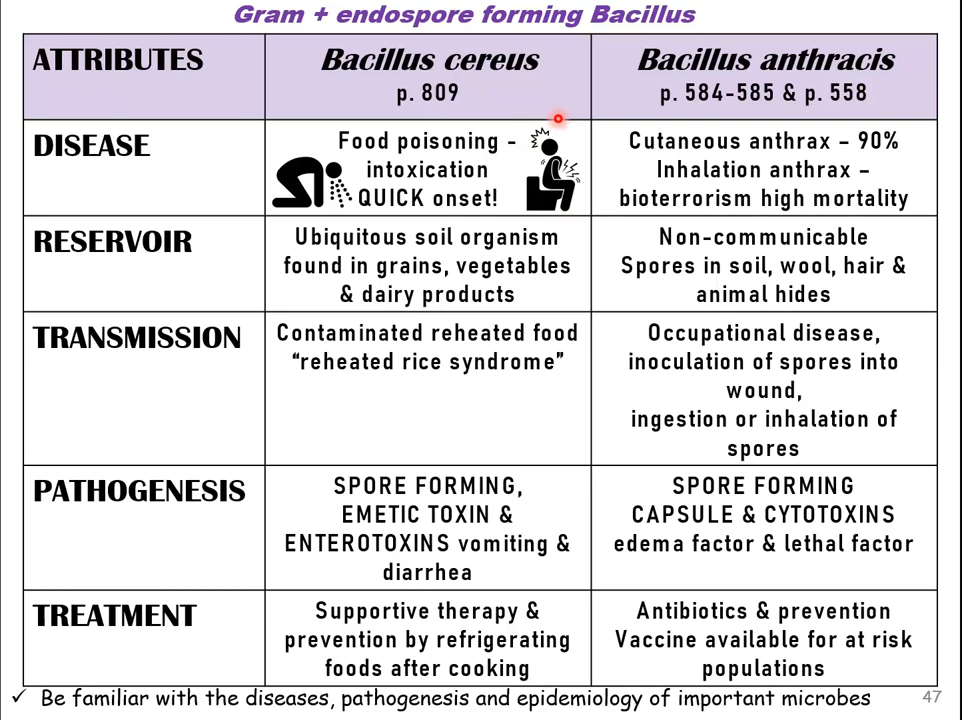 Gram + endospore forming Bacillus
ATTRIBUTES
Bacillus cereus
p. 809
Bacillus anthracis
p. 584-585 & p. 558
DISEASE
Food poisoning -
intoxication
QUICK onset!
Cutaneous anthrax – 90%
Inhalation anthrax –
bioterrorism high mortality
RESERVOIR
Ubiquitous soil organism
found in grains, vegetables
& dairy products
Non-communicable
Spores in soil, wool, hair &
animal hides
TRANSMISSION
Contaminated reheated food
“reheated rice syndrome”
Occupational disease,
inoculation of spores into
wound,
ingestion or inhalation of
spores
PATHOGENESIS
SPORE FORMING,
EMETIC TOXIN &
ENTEROTOXINS vomiting &
diarrhea
SPORE FORMING
CAPSULE & CYTOTOXINS
edema factor & lethal factor
TREATMENT
Supportive therapy &
prevention by refrigerating
foods after cooking
Antibiotics & prevention
Vaccine available for at risk
populations
✓ Be familiar with the diseases, pathogenesis and epidemiology of important microbes
47